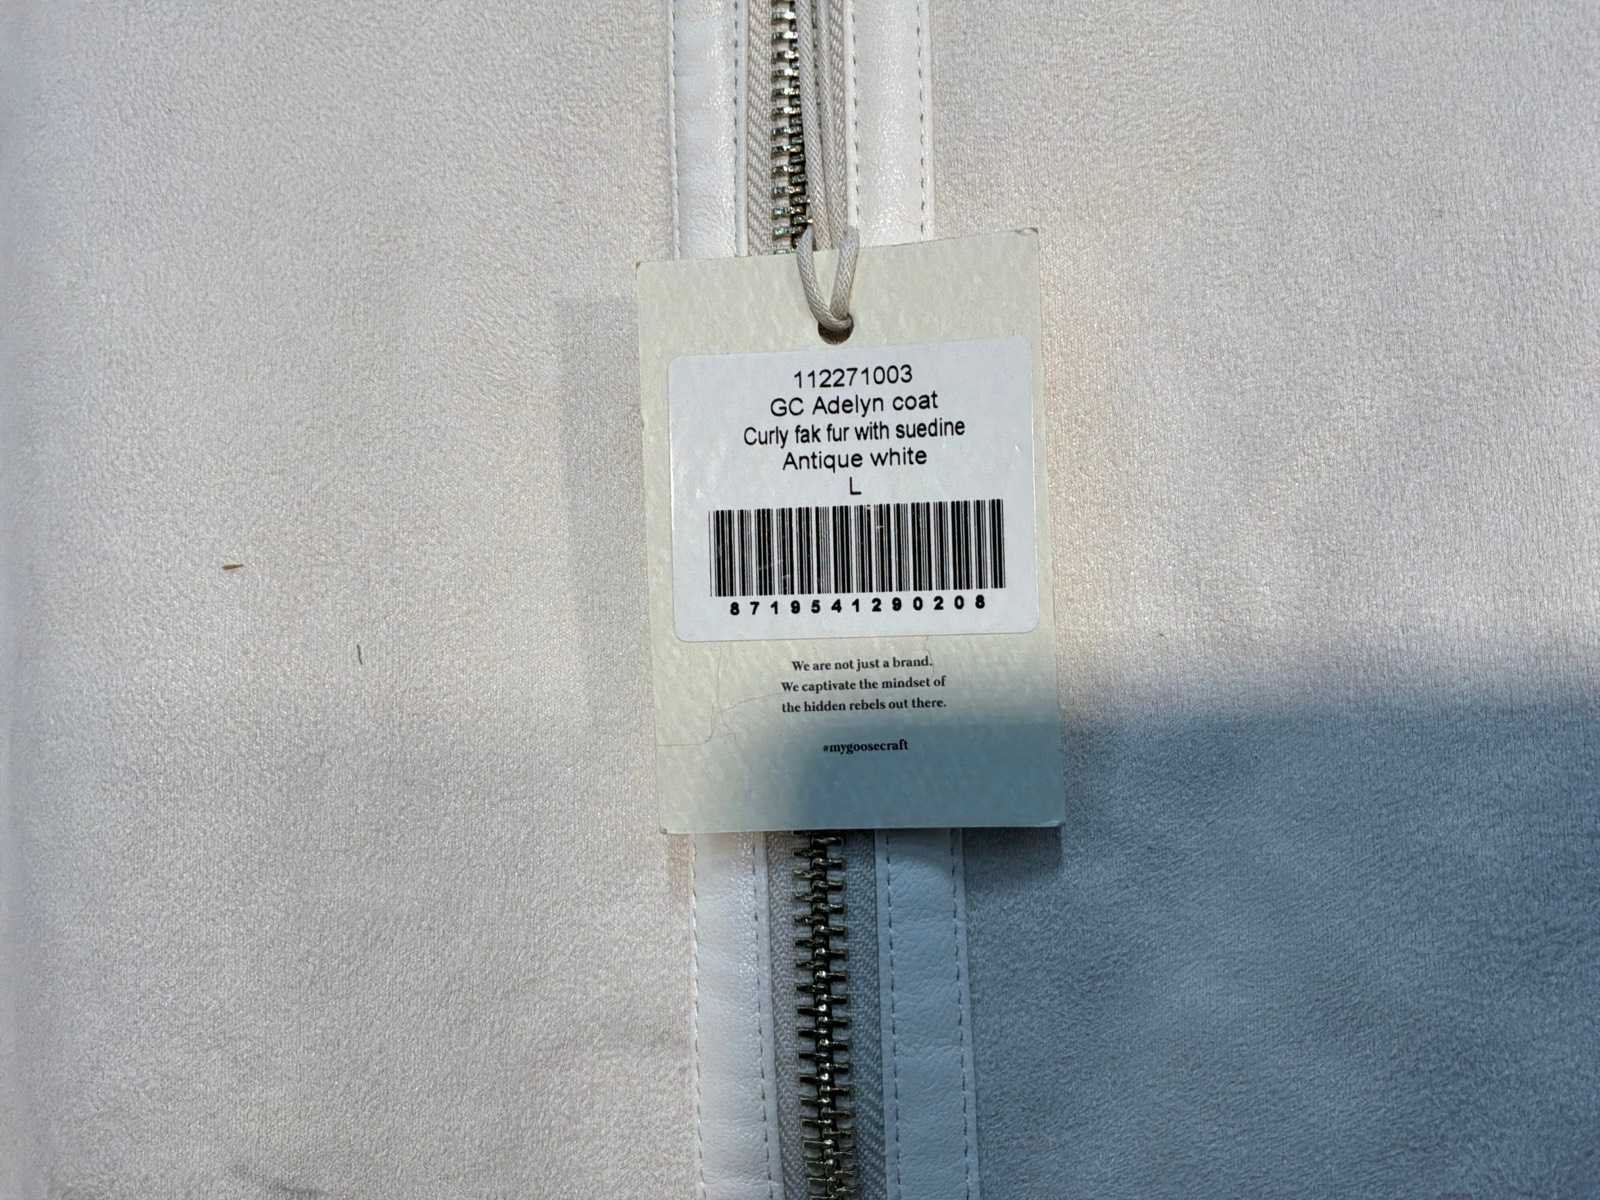 112271003
GC Adelyn coat
Curly fak fur with suedine
Antique white
L
8719541290208
We are not just a brand.
We captivate the mindset of
the hidden rebels out there.
#mygoosecraft